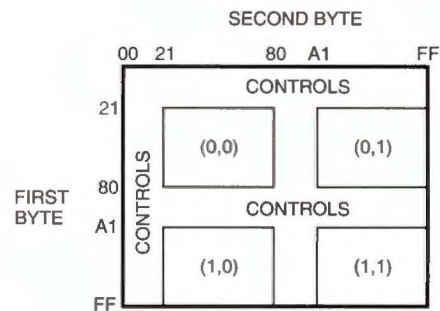 SECOND BYTE
00 21 80 A1 FF
CONTROLS
21
(0,0) (0,1)
80
FIRST
BYTE
CONTROLS
CONTROLS
A1
(1,0) (1,1)
FF